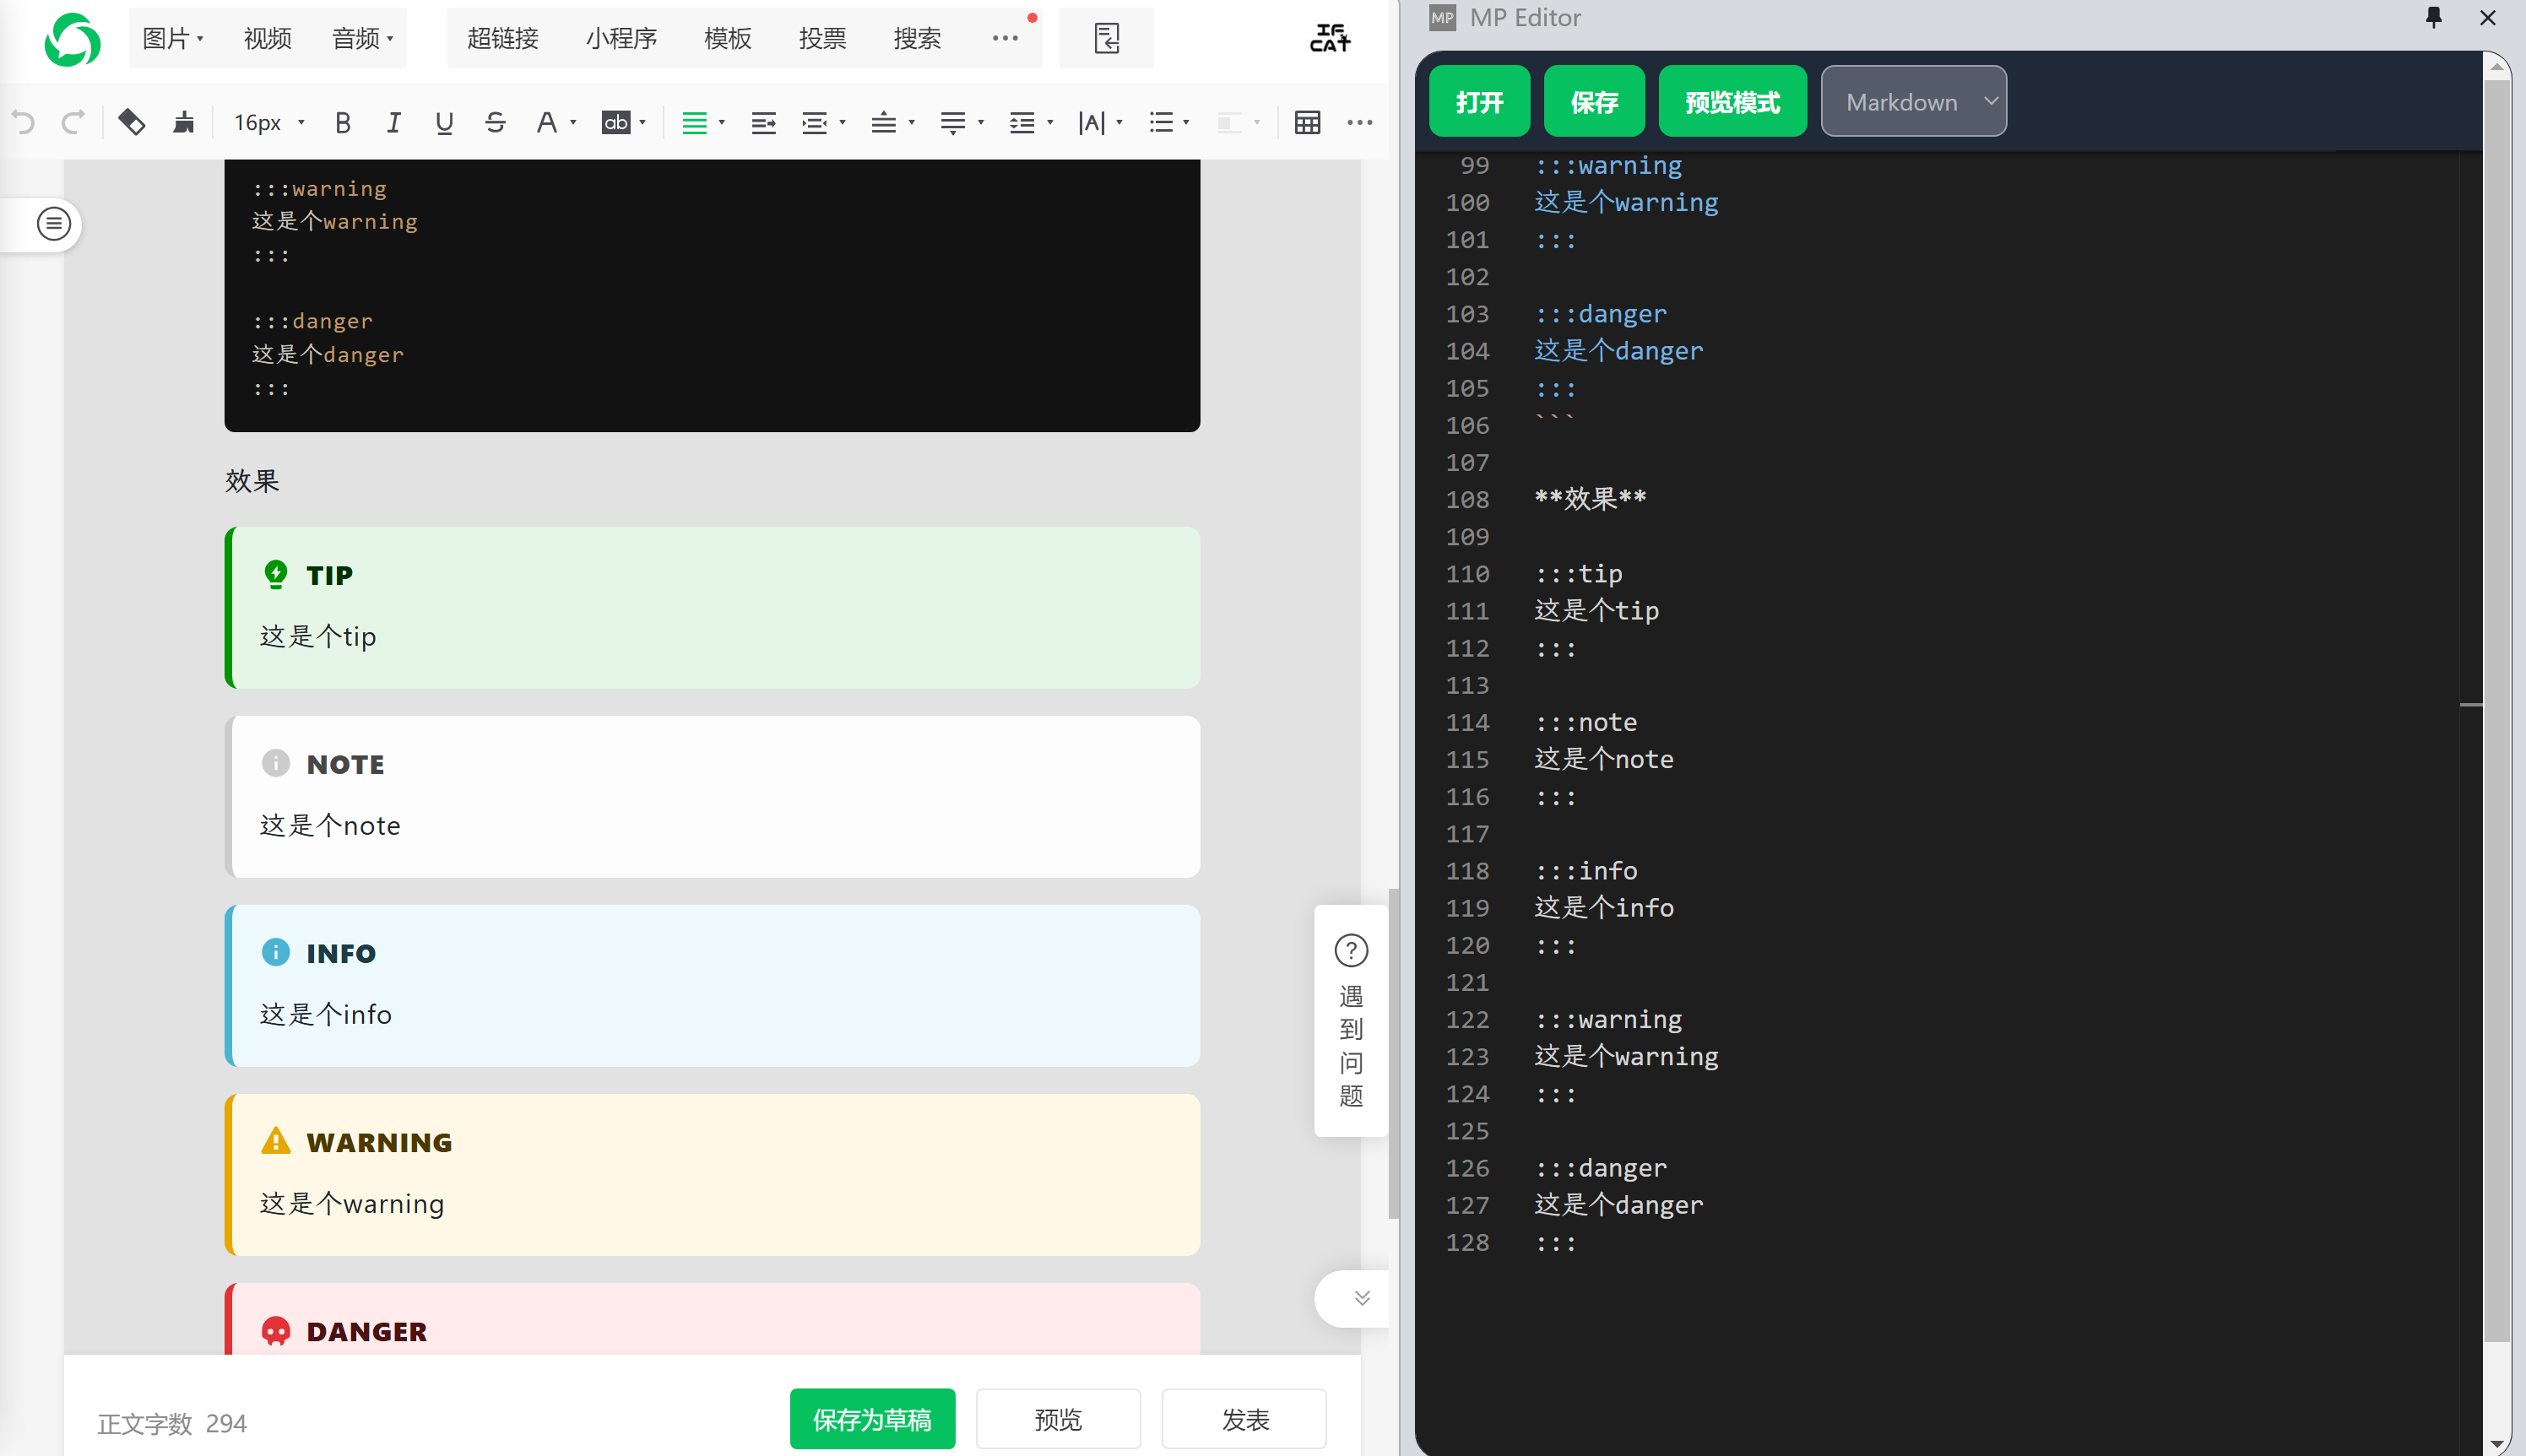 图片 视频 音频
超链接 小程序 模板 投票 搜索
IF CAT
16px B I U S A ab |A|
:::warning
这是个warning
:::
:::danger
这是个danger
:::
效果
TIP
这是个tip
NOTE
这是个note
INFO
这是个info
WARNING
这是个warning
DANGER
遇到问题
正文字数 294
保存为草稿 预览 发表
MP MP Editor
打开 保存 预览模式 Markdown
99 :::warning
100 这是个warning
101 :::
102
103 :::danger
104 这是个danger
105 :::
106 ```
107
108 **效果**
109
110 :::tip
111 这是个tip
112 :::
113
114 :::note
115 这是个note
116 :::
117
118 :::info
119 这是个info
120 :::
121
122 :::warning
123 这是个warning
124 :::
125
126 :::danger
127 这是个danger
128 :::